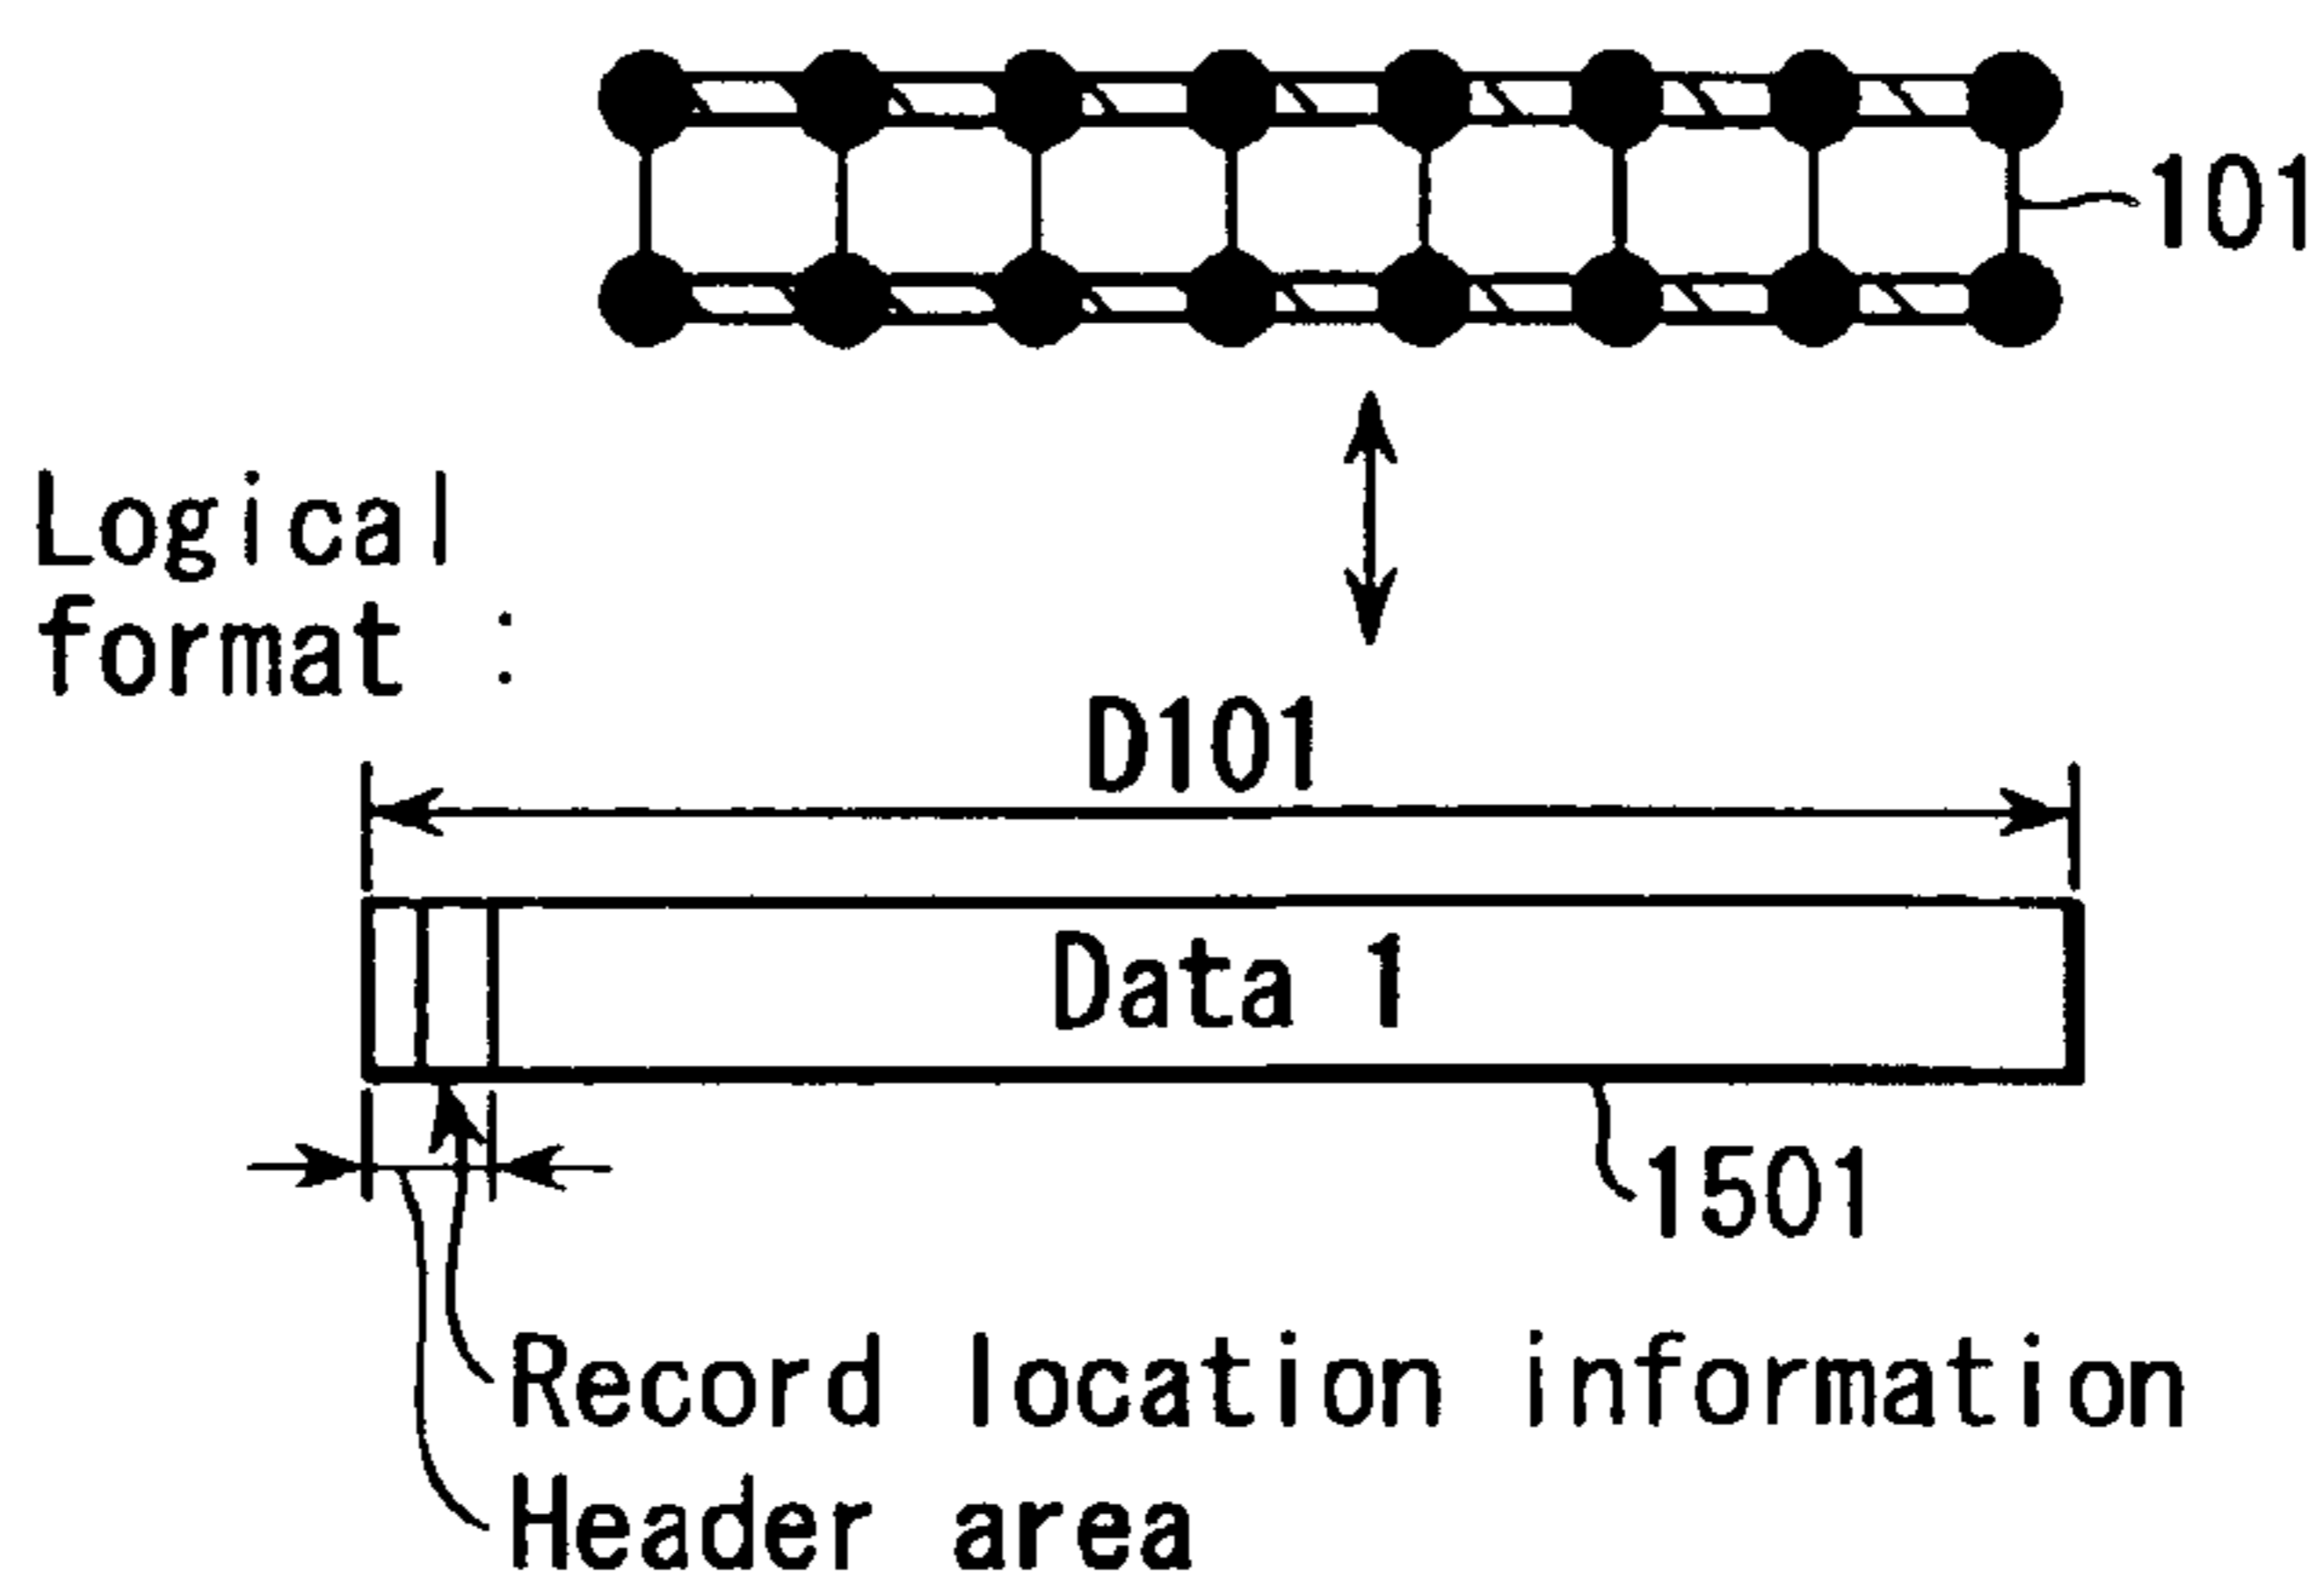 101
Logical
format :
D101
Data 1
1501
Record location information
Header area